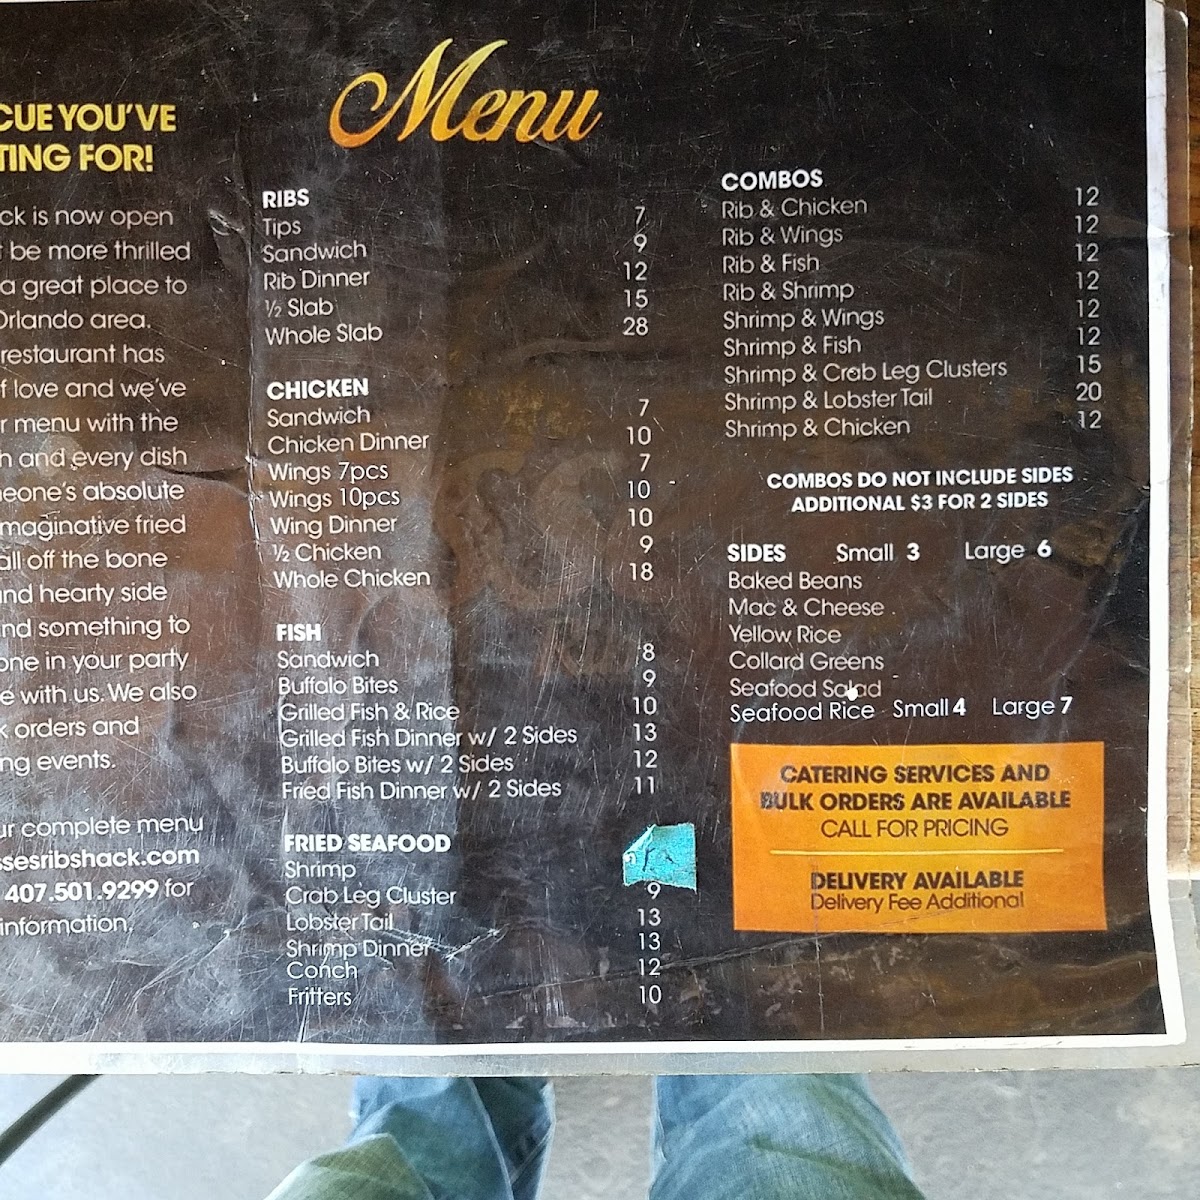 CUE YOU'VE
TING FOR!
ck is now open
t be more thrilled
a great place to
Orlando area.
restaurant has
f love and we've
r menu with the
h and every dish
neone's absolute
maginative fried
all off the bone
and hearty side
nd something to
one in your party
e with us. We also
k orders and
ng events.
ur complete menu
ssesribshack.com
407.501.9299 for
information.
Menu
RIBS
Tips 7
Sandwich 9
Rib Dinner 12
½ Slab 15
Whole Slab 28
CHICKEN
Sandwich 7
Chicken Dinner 10
Wings 7pcs 7
Wings 10pcs 10
Wing Dinner 10
½ Chicken 9
Whole Chicken 18
FISH
Sandwich 8
Buffalo Bites 9
Grilled Fish & Rice 10
Grilled Fish Dinner w/ 2 Sides 13
Buffalo Bites w/ 2 Sides 12
Fried Fish Dinner w/ 2 Sides 11
FRIED SEAFOOD
Shrimp
Crab Leg Cluster 9
Lobster Tail 13
Shrimp Dinner 13
Conch 12
Fritters 10
COMBOS
Rib & Chicken 12
Rib & Wings 12
Rib & Fish 12
Rib & Shrimp 12
Shrimp & Wings 12
Shrimp & Fish 12
Shrimp & Crab Leg Clusters 15
Shrimp & Lobster Tail 20
Shrimp & Chicken 12
COMBOS DO NOT INCLUDE SIDES
ADDITIONAL $3 FOR 2 SIDES
SIDES Small 3 Large 6
Baked Beans
Mac & Cheese
Yellow Rice
Collard Greens
Seafood Salad
Seafood Rice Small 4 Large 7
CATERING SERVICES AND
BULK ORDERS ARE AVAILABLE
CALL FOR PRICING
DELIVERY AVAILABLE
Delivery Fee Additional